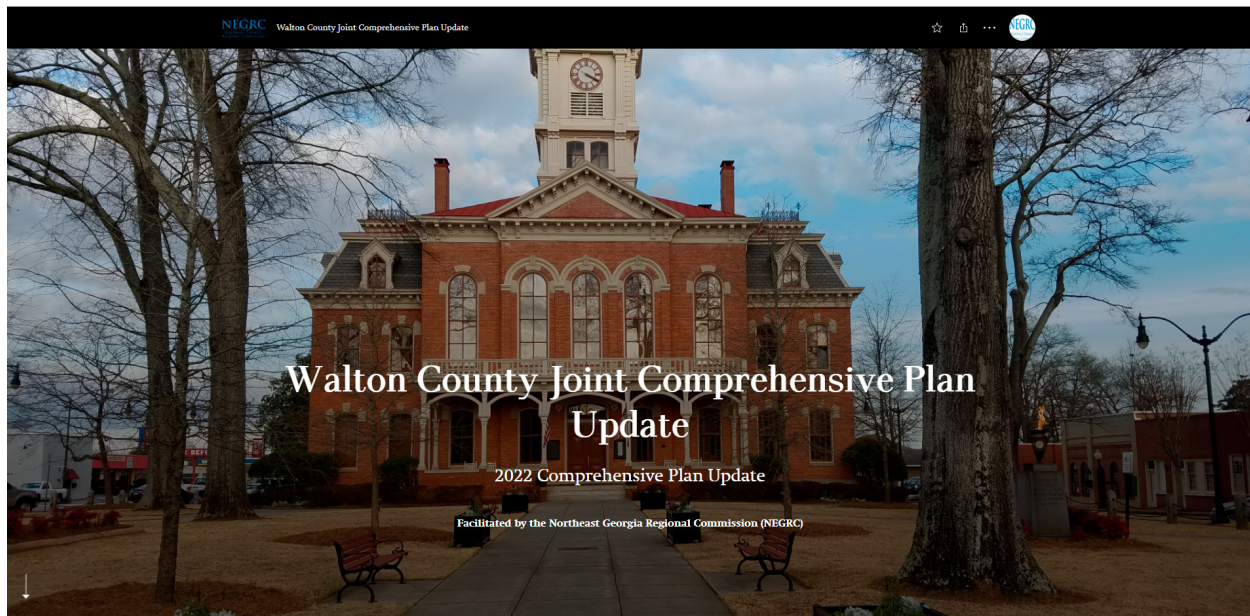 NEGRC
Walton County Joint Comprehensive Plan Update
NEGRC
Walton County Joint Comprehensive Plan
Update
2022 Comprehensive Plan Update
Facilitated by the Northeast Georgia Regional Commission (NEGRC)